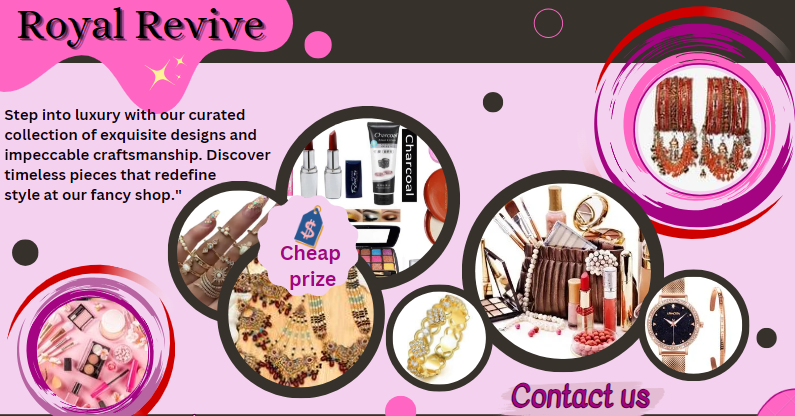 Royal Revive
Step into luxury with our curated
collection of exquisite designs and
impeccable craftsmanship. Discover
timeless pieces that redefine
style at our fancy shop."
Charcoal
Charcoal
$
Cheap
prize
Contact us